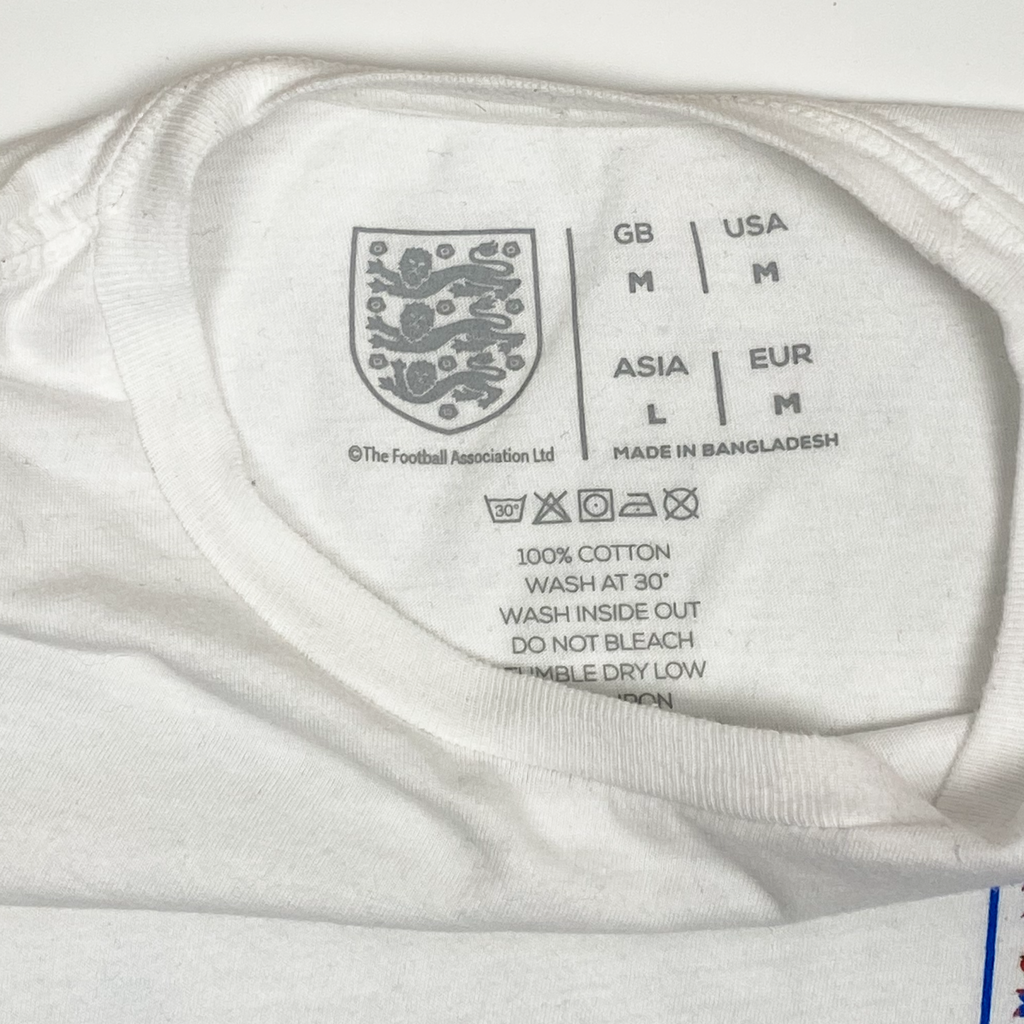 GB USA
M M
ASIA EUR
L M
MADE IN BANGLADESH
©The Football Association Ltd
30°
100% COTTON
WASH AT 30°
WASH INSIDE OUT
DO NOT BLEACH
TUMBLE DRY LOW
IRON